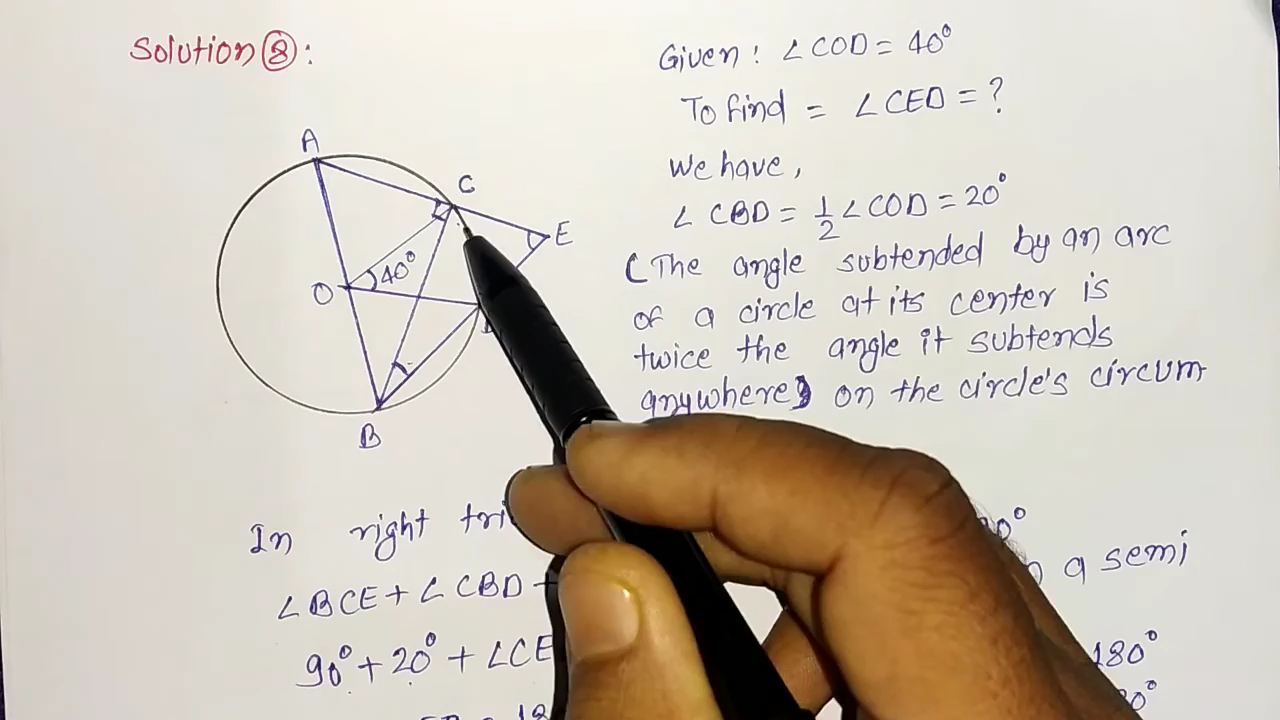 Solution 8:
Given: ∠COD = 40°
To find = ∠CED = ?
We have,
∠CBD = 1/2 ∠COD = 20°
(The angle subtended by an arc
of a circle at its center is
twice the angle it subtends
anywhere) on the circle's circum
A
C
E
O
40°
B
In right
∠BCE + ∠CBD +
a semi
90° + 20° + ∠CE
180°